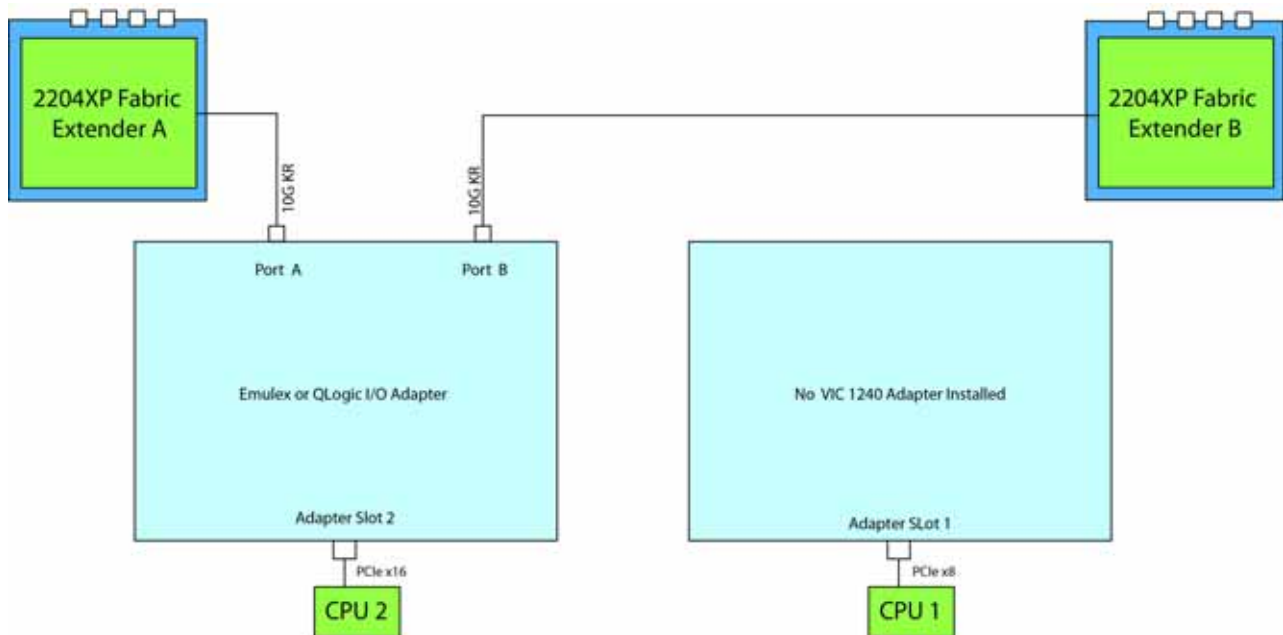 2204XP Fabric
Extender A
2204XP Fabric
Extender B
10G KR
10G KR
Port A
Port B
Emulex or QLogic I/O Adapter
No VIC 1240 Adapter Installed
Adapter Slot 2
Adapter SLot 1
PCIe x16
PCIe x8
CPU 2
CPU 1